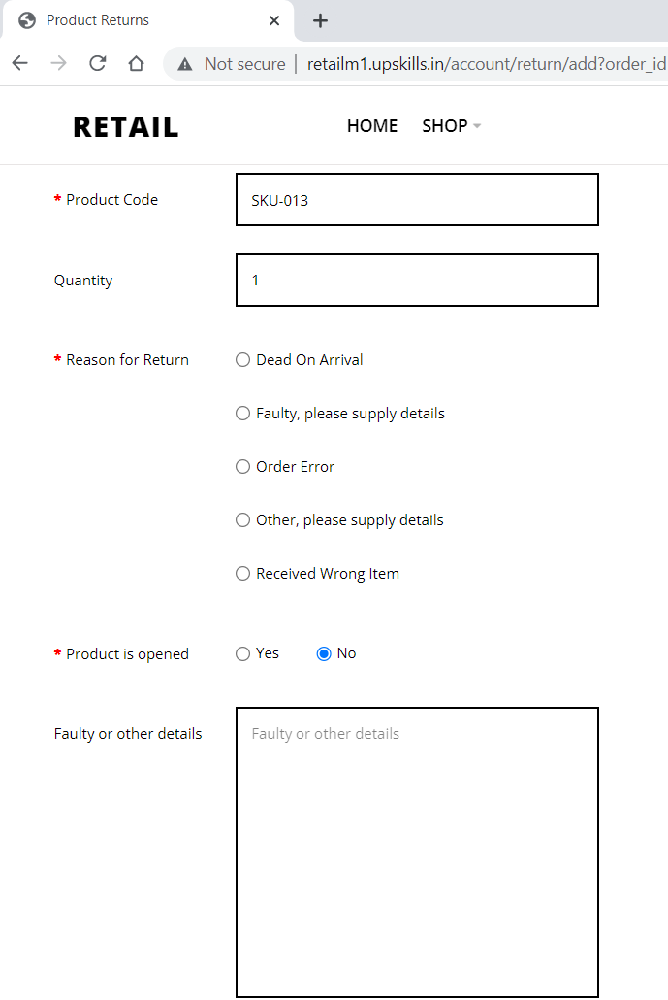 Product Returns
Not secure | retailm1.upskills.in/account/return/add?order_id
RETAIL HOME SHOP
* Product Code SKU-013
Quantity 1
* Reason for Return Dead On Arrival
Faulty, please supply details
Order Error
Other, please supply details
Received Wrong Item
* Product is opened Yes No
Faulty or other details Faulty or other details